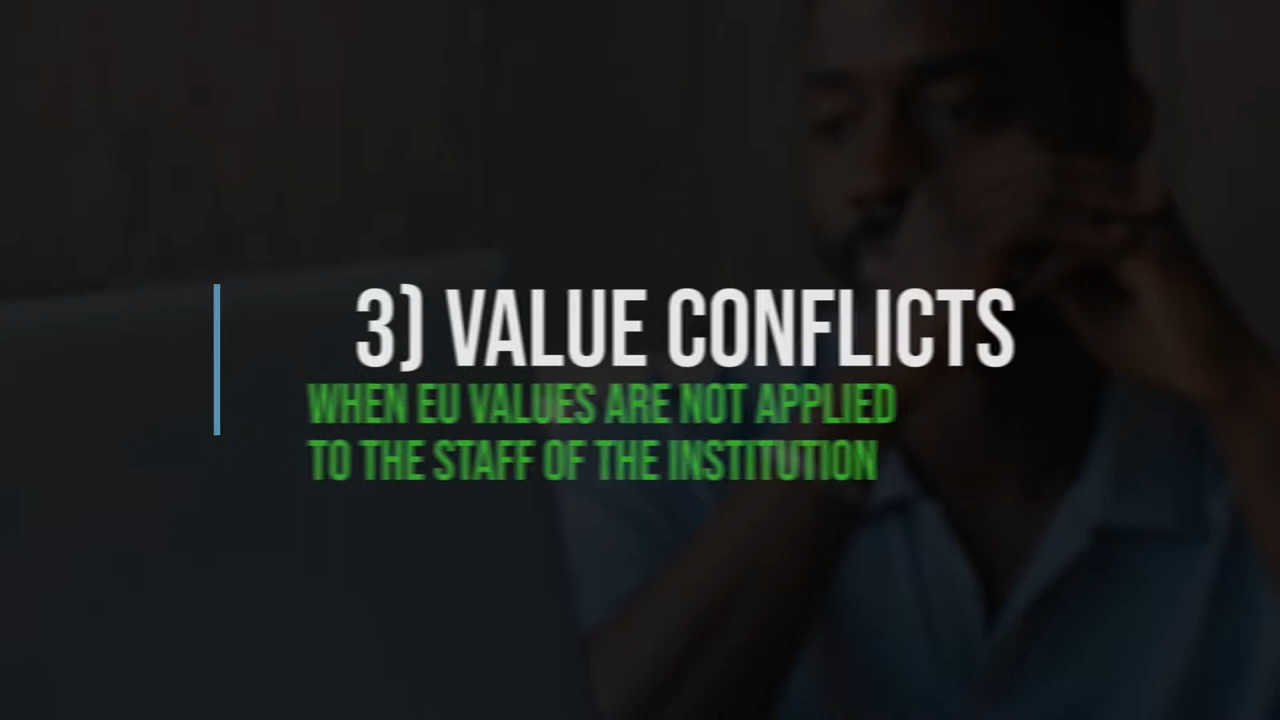 3) VALUE CONFLICTS
WHEN EU VALUES ARE NOT APPLIED
TO THE STAFF OF THE INSTITUTION